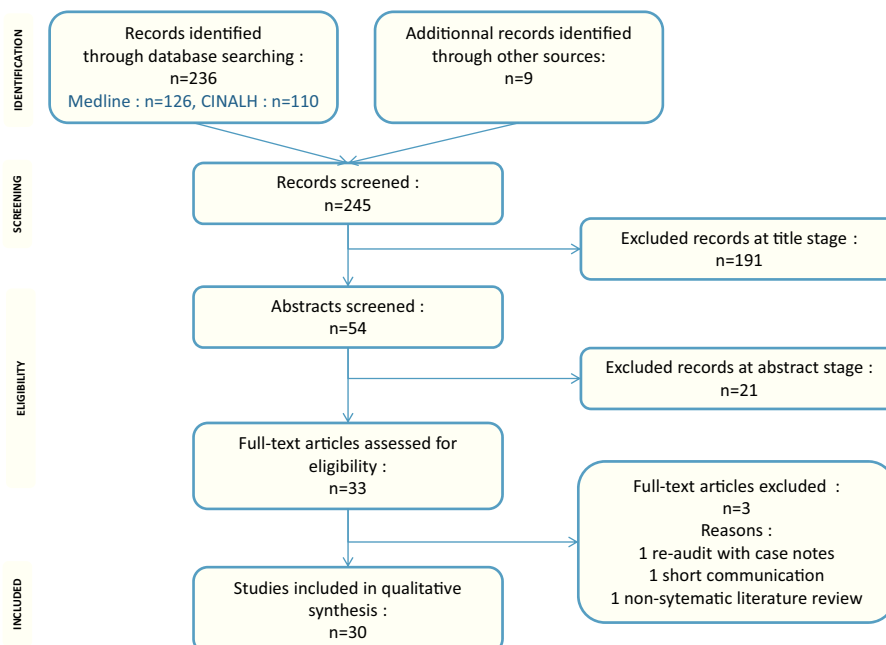 IDENTIFICATION
Records identified
through database searching :
n=236
Medline : n=126, CINALH : n=110
Additionnal records identified
through other sources:
n=9
SCREENING
Records screened :
n=245
Excluded records at title stage :
n=191
ELIGIBILITY
Abstracts screened :
n=54
Excluded records at abstract stage :
n=21
Full-text articles assessed for
eligibility :
n=33
Full-text articles excluded :
n=3
Reasons :
1 re-audit with case notes
1 short communication
1 non-sytematic literature review
INCLUDED
Studies included in qualitative
synthesis :
n=30